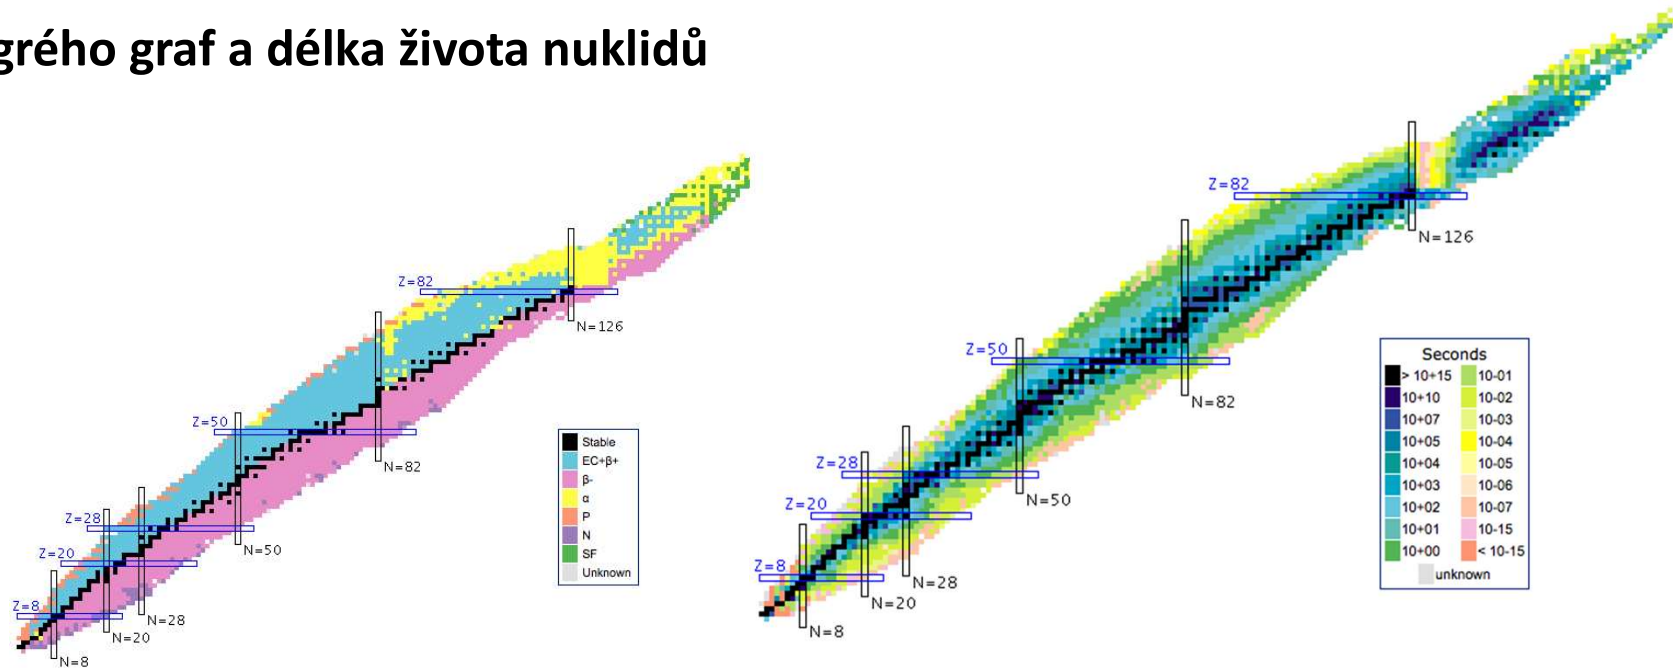 grého graf a délka života nuklidů
Z=82
N=126
Z=50
N=82
Z=28
N=50
Z=20
Z=8
N=28
N=20
N=8
Stable
EC+β+
β-
α
P
N
SF
Unknown
Z=82
N=126
Z=50
N=82
Z=28
N=50
Z=20
Z=8
N=28
N=20
N=8
Seconds
> 10+15 10-01
10+10 10-02
10+07 10-03
10+05 10-04
10+04 10-05
10+03 10-06
10+02 10-07
10+01 10-15
10+00 < 10-15
unknown